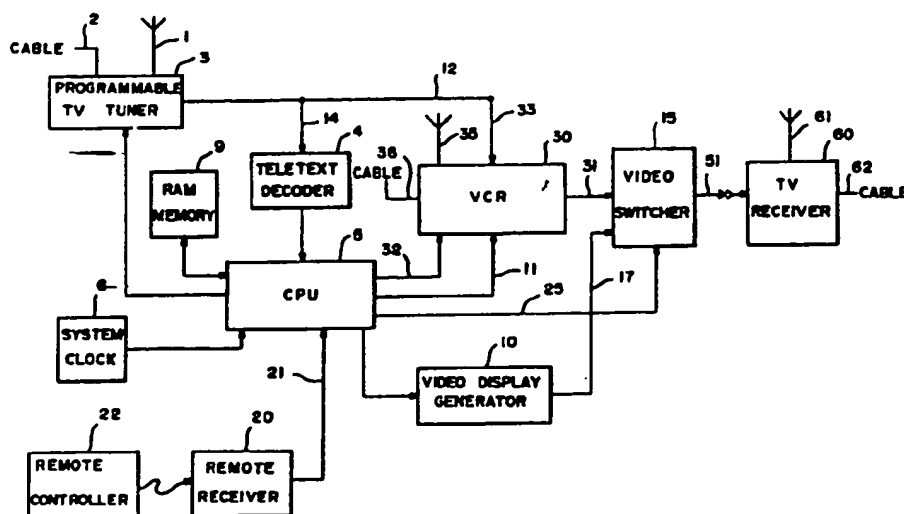 2
1
CABLE
3
PROGRAMMABLE
TV TUNER
12
14
4
33
35
30
15
61
60
9
TELETEXT
DECODER
36
CABLE
VCR
31
VIDEO
SWITCHER
51
TV
RECEIVER
62
CABLE
RAM
MEMORY
6
CPU
32
11
17
25
SYSTEM
CLOCK
21
10
VIDEO DISPLAY
GENERATOR
22
20
REMOTE
CONTROLLER
REMOTE
RECEIVER